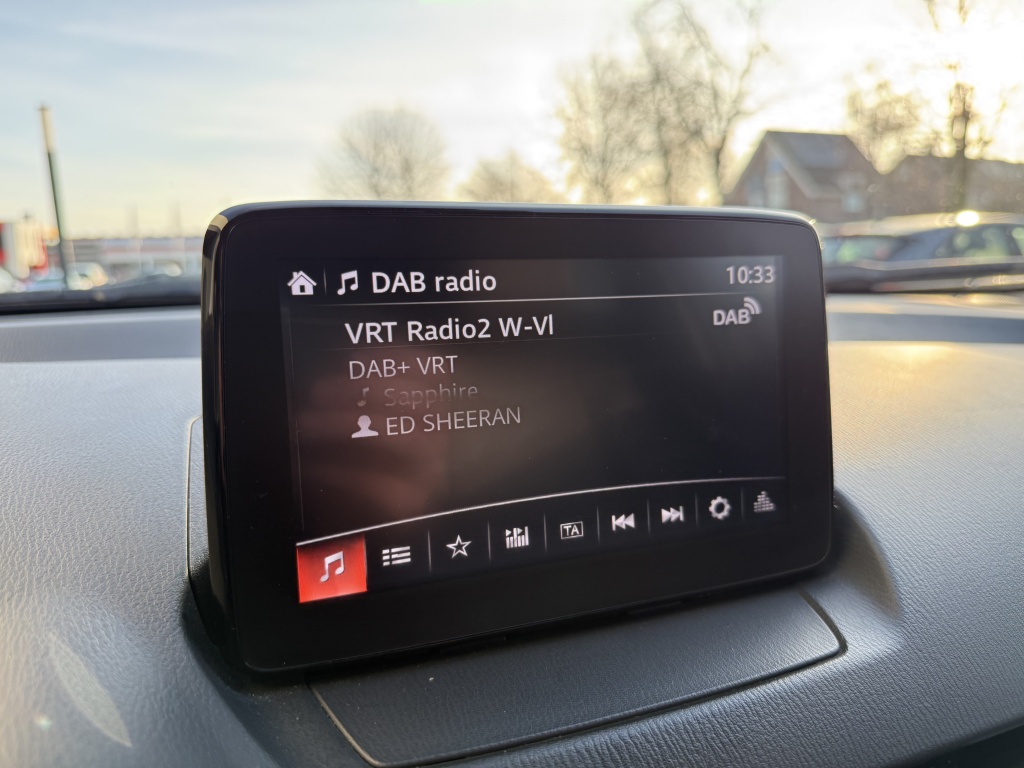 DAB radio 10:33
VRT Radio2 W-Vl
DAB
DAB+ VRT
Sapphire
ED SHEERAN
TA